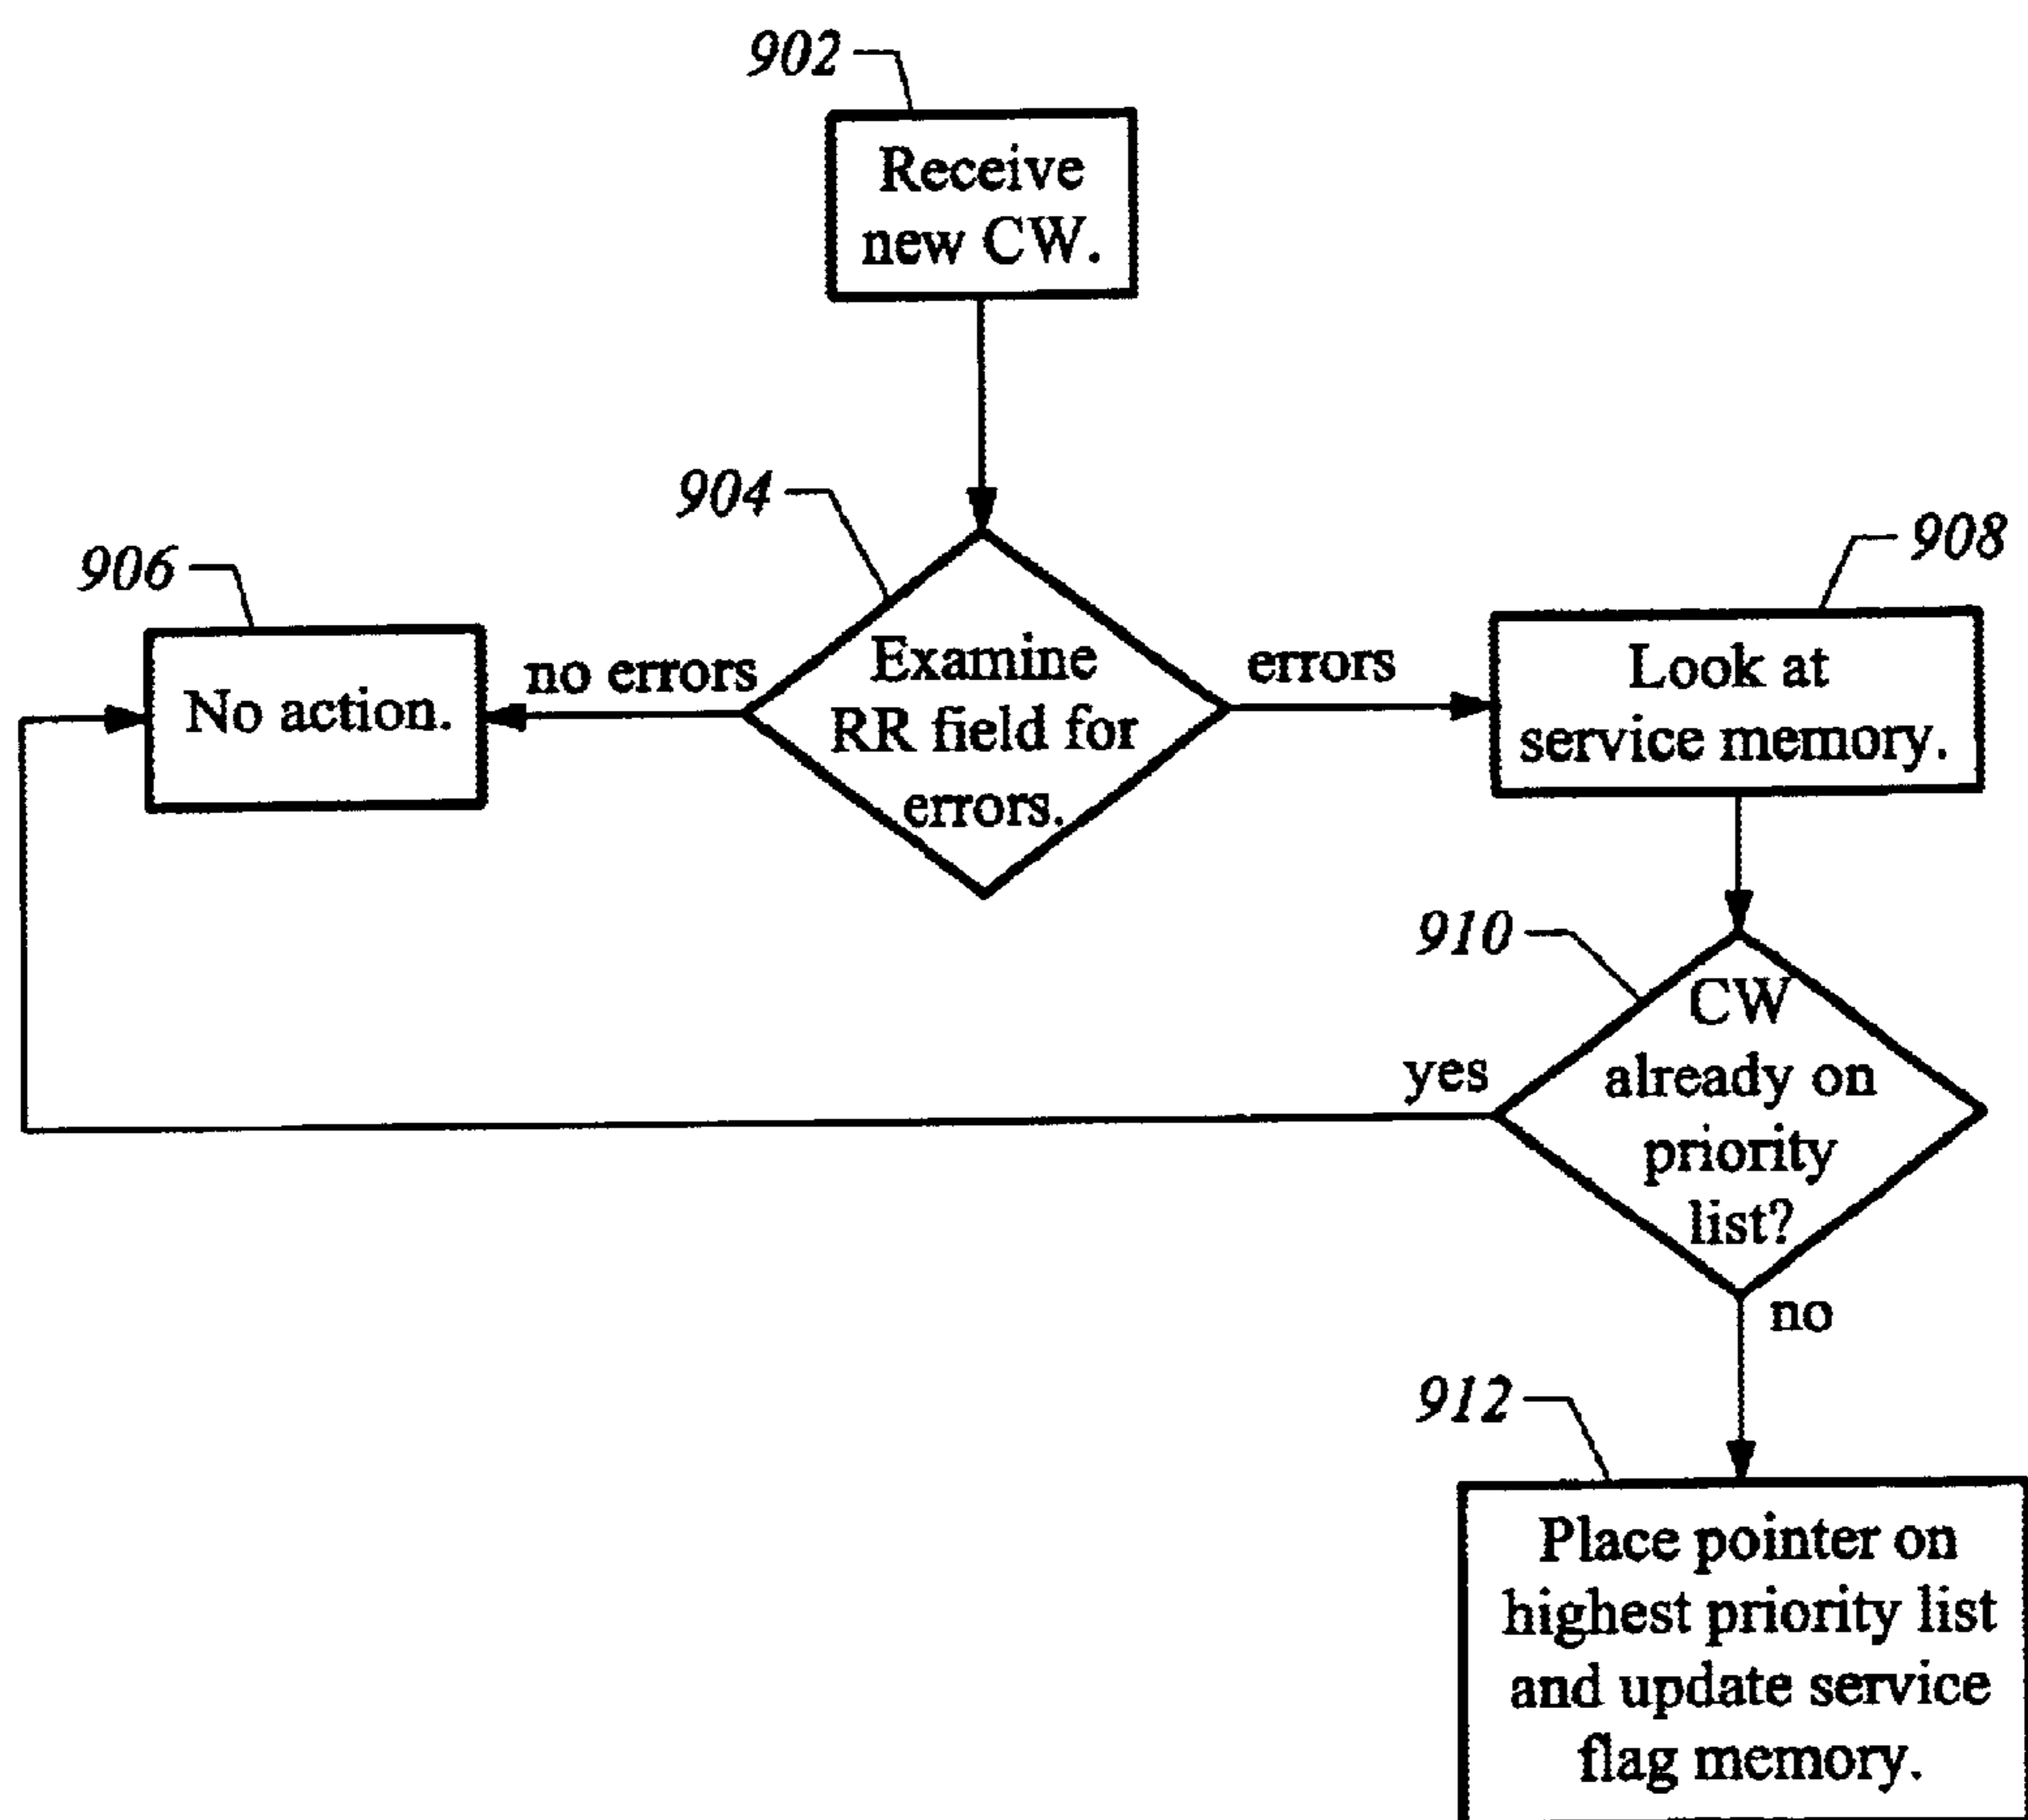 902
Receive
new CW.
904
906
908
No action.
no errors
Examine
RR field for
errors.
errors
Look at
service memory.
910
CW
already on
priority
list?
yes
no
912
Place pointer on
highest priority list
and update service
flag memory.